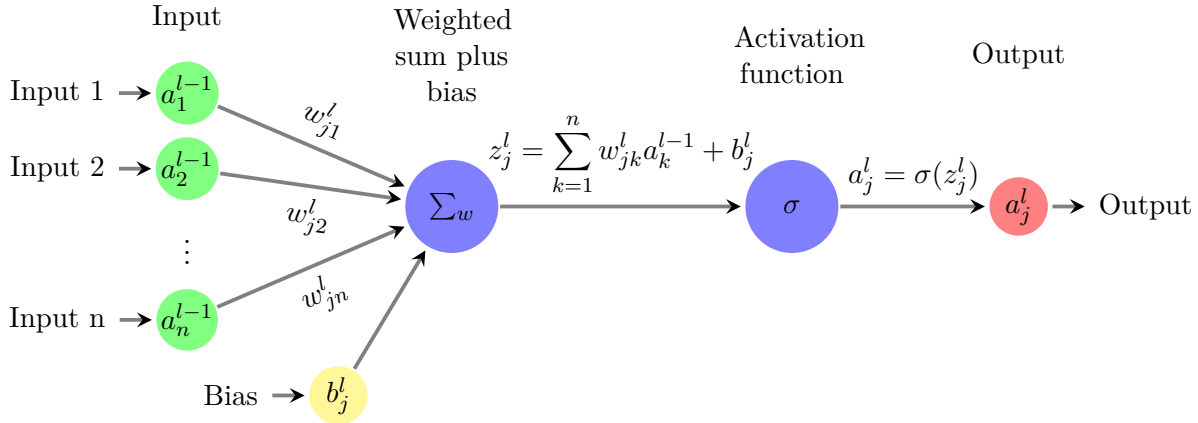 Input
Weighted
sum plus
bias
Activation
function
Output
Input 1
a_1^{l-1}
w_{j1}^l
Input 2
a_2^{l-1}
w_{j2}^l
⋮
Input n
a_n^{l-1}
w_{jn}^l
Bias
b_j^l
∑_w
z_j^l = \sum_{k=1}^{n} w_{jk}^l a_k^{l-1} + b_j^l
σ
a_j^l = σ(z_j^l)
a_j^l
Output